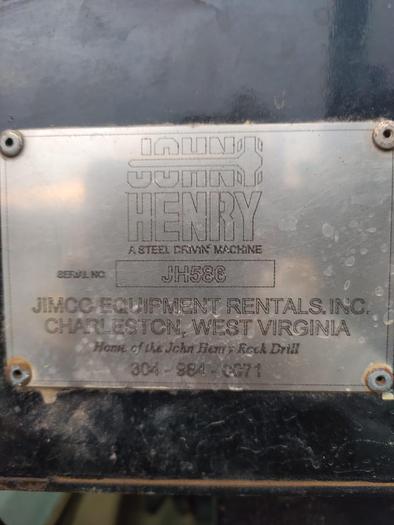 JOHN
HENRY
A STEEL DRIVIN' MACHINE
SERIAL NO.
JIMCO EQUIPMENT RENTALS, INC.
CHARLESTON, WEST VIRGINIA
Home of the John Henry Rock Drill